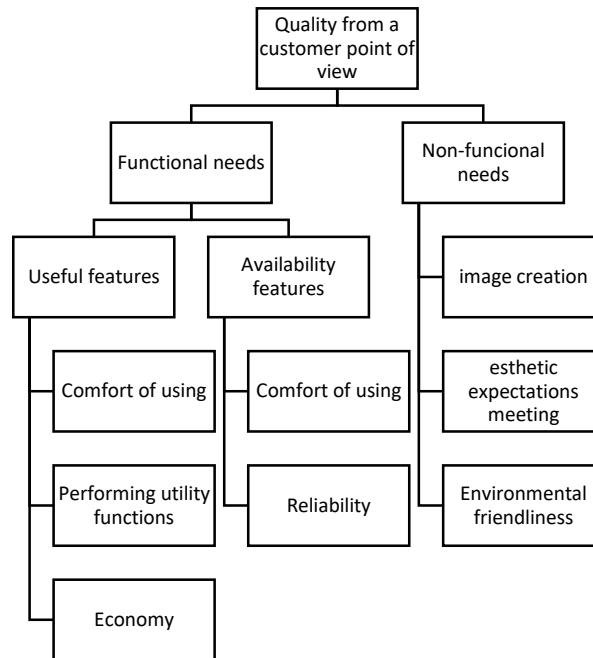 Quality from a
customer point of
view
Functional needs
Non-funcional
needs
Useful features
Availability
features
image creation
Comfort of using
Comfort of using
esthetic
expectations
meeting
Performing utility
functions
Reliability
Environmental
friendliness
Economy